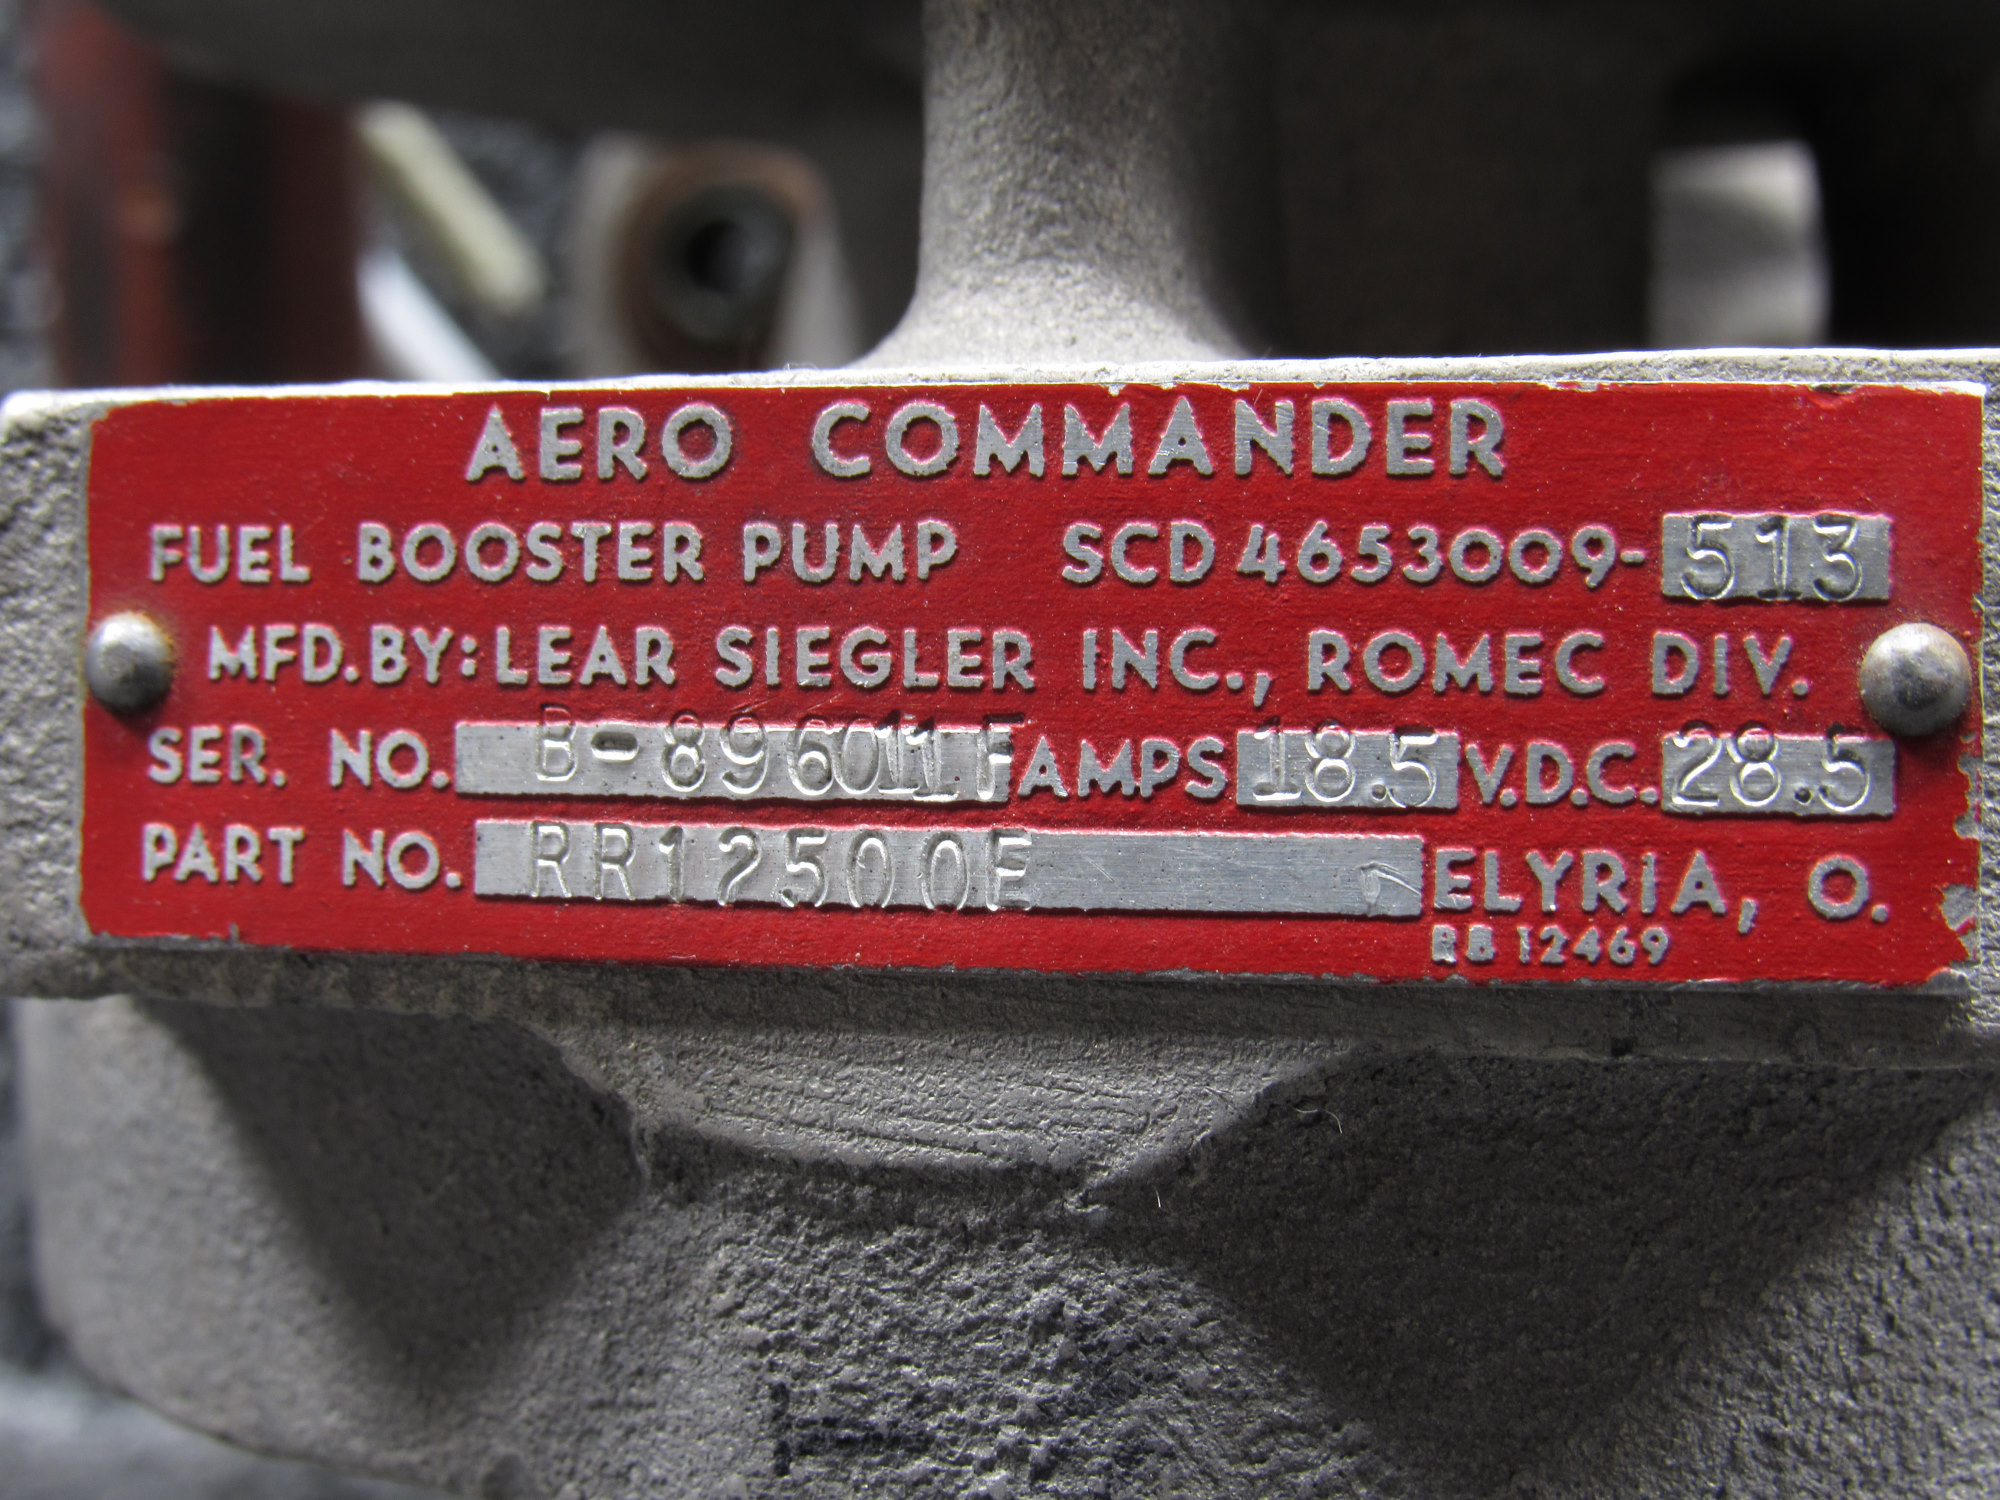 AERO COMMANDER
FUEL BOOSTER PUMP SCD 4653009-513
MFD. BY: LEAR SIEGLER INC., ROMEC DIV.
SER. NO. B-896011F AMPS 18.5 V.D.C. 28.5
PART NO. RR12500E ELYRIA, O.
RB 12469